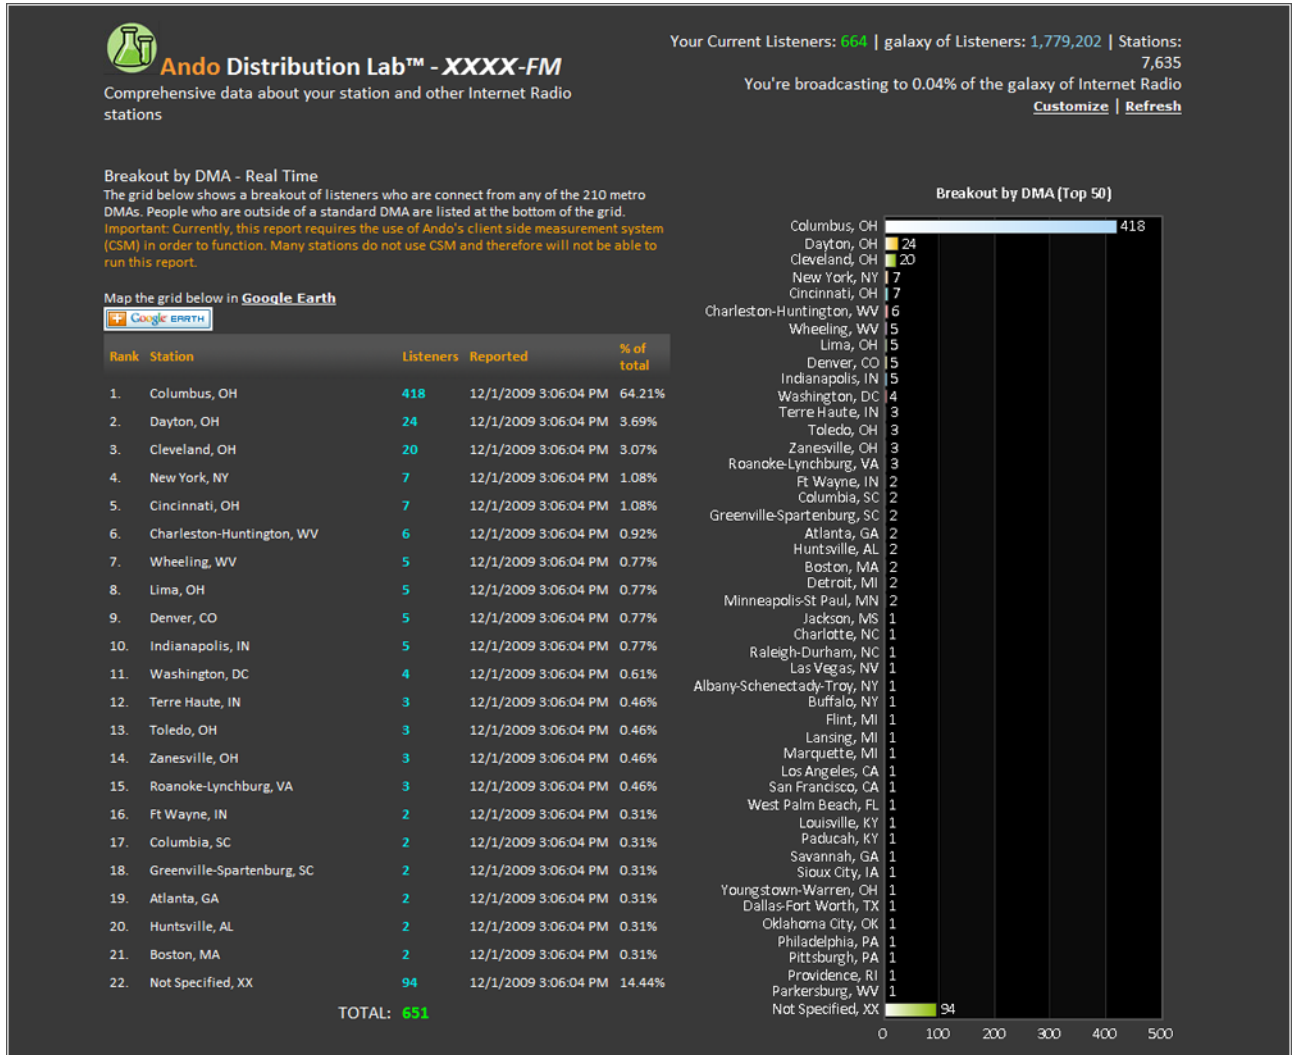 Ando Distribution Lab™ - XXXX-FM
Comprehensive data about your station and other Internet Radio
stations
Your Current Listeners: 664 | galaxy of Listeners: 1,779,202 | Stations:
7,635
You're broadcasting to 0.04% of the galaxy of Internet Radio
Customize | Refresh
Breakout by DMA - Real Time
The grid below shows a breakout of listeners who are connect from any of the 210 metro
DMAs. People who are outside of a standard DMA are listed at the bottom of the grid.
Important: Currently, this report requires the use of Ando's client side measurement system
(CSM) in order to function. Many stations do not use CSM and therefore will not be able to
run this report.
Map the grid below in Google Earth
Google EARTH
Rank Station Listeners Reported % of total
1. Columbus, OH 418 12/1/2009 3:06:04 PM 64.21%
2. Dayton, OH 24 12/1/2009 3:06:04 PM 3.69%
3. Cleveland, OH 20 12/1/2009 3:06:04 PM 3.07%
4. New York, NY 7 12/1/2009 3:06:04 PM 1.08%
5. Cincinnati, OH 7 12/1/2009 3:06:04 PM 1.08%
6. Charleston-Huntington, WV 6 12/1/2009 3:06:04 PM 0.92%
7. Wheeling, WV 5 12/1/2009 3:06:04 PM 0.77%
8. Lima, OH 5 12/1/2009 3:06:04 PM 0.77%
9. Denver, CO 5 12/1/2009 3:06:04 PM 0.77%
10. Indianapolis, IN 5 12/1/2009 3:06:04 PM 0.77%
11. Washington, DC 4 12/1/2009 3:06:04 PM 0.61%
12. Terre Haute, IN 3 12/1/2009 3:06:04 PM 0.46%
13. Toledo, OH 3 12/1/2009 3:06:04 PM 0.46%
14. Zanesville, OH 3 12/1/2009 3:06:04 PM 0.46%
15. Roanoke-Lynchburg, VA 3 12/1/2009 3:06:04 PM 0.46%
16. Ft Wayne, IN 2 12/1/2009 3:06:04 PM 0.31%
17. Columbia, SC 2 12/1/2009 3:06:04 PM 0.31%
18. Greenville-Spartenburg, SC 2 12/1/2009 3:06:04 PM 0.31%
19. Atlanta, GA 2 12/1/2009 3:06:04 PM 0.31%
20. Huntsville, AL 2 12/1/2009 3:06:04 PM 0.31%
21. Boston, MA 2 12/1/2009 3:06:04 PM 0.31%
22. Not Specified, XX 94 12/1/2009 3:06:04 PM 14.44%
TOTAL: 651
Breakout by DMA (Top 50)
Columbus, OH 418
Dayton, OH 24
Cleveland, OH 20
New York, NY 7
Cincinnati, OH 7
Charleston-Huntington, WV 6
Wheeling, WV 5
Lima, OH 5
Denver, CO 5
Indianapolis, IN 5
Washington, DC 4
Terre Haute, IN 3
Toledo, OH 3
Zanesville, OH 3
Roanoke-Lynchburg, VA 3
Ft Wayne, IN 2
Columbia, SC 2
Greenville-Spartenburg, SC 2
Atlanta, GA 2
Huntsville, AL 2
Boston, MA 2
Detroit, MI 2
Minneapolis-St Paul, MN 2
Jackson, MS 1
Charlotte, NC 1
Raleigh-Durham, NC 1
Las Vegas, NV 1
Albany-Schenectady-Troy, NY 1
Buffalo, NY 1
Flint, MI 1
Lansing, MI 1
Marquette, MI 1
Los Angeles, CA 1
San Francisco, CA 1
West Palm Beach, FL 1
Louisville, KY 1
Paducah, KY 1
Savannah, GA 1
Sioux City, IA 1
Youngstown-Warren, OH 1
Dallas-Fort Worth, TX 1
Oklahoma City, OK 1
Philadelphia, PA 1
Pittsburgh, PA 1
Providence, RI 1
Parkersburg, WV 1
Not Specified, XX 94
0 100 200 300 400 500